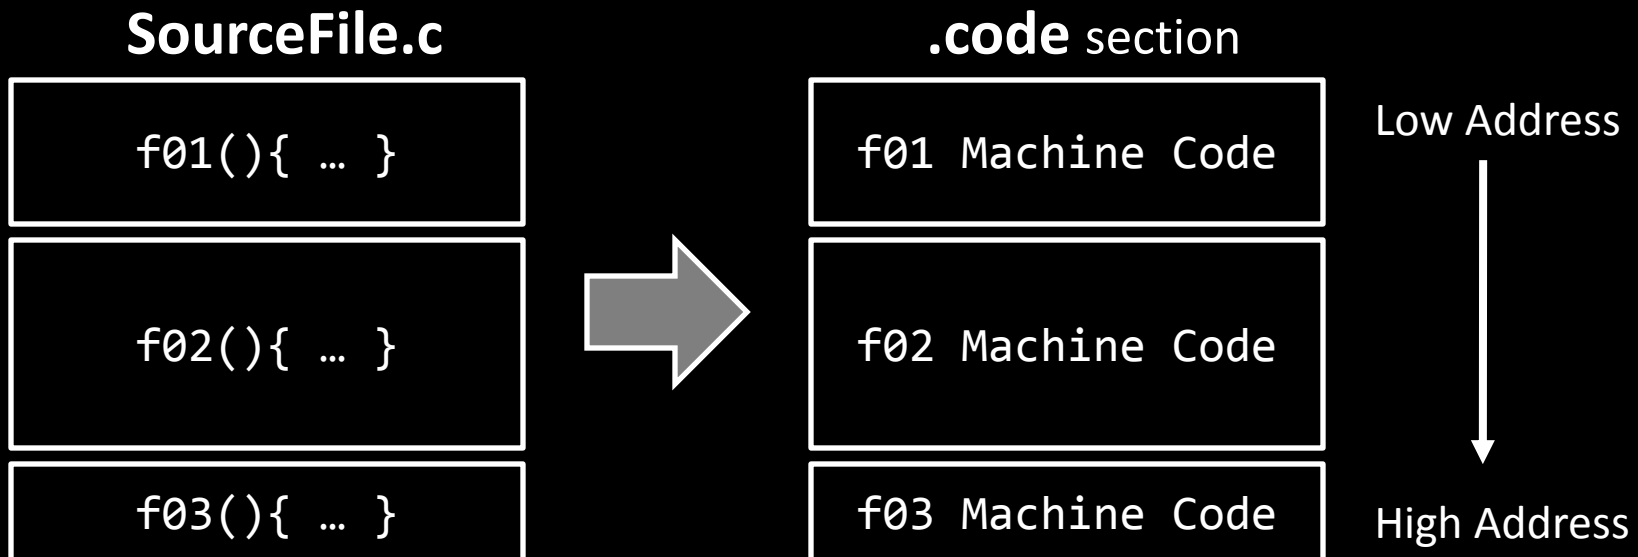 SourceFile.c
.code section
f01(){ … }
f01 Machine Code
Low Address
f02(){ … }
f02 Machine Code
f03(){ … }
f03 Machine Code
High Address